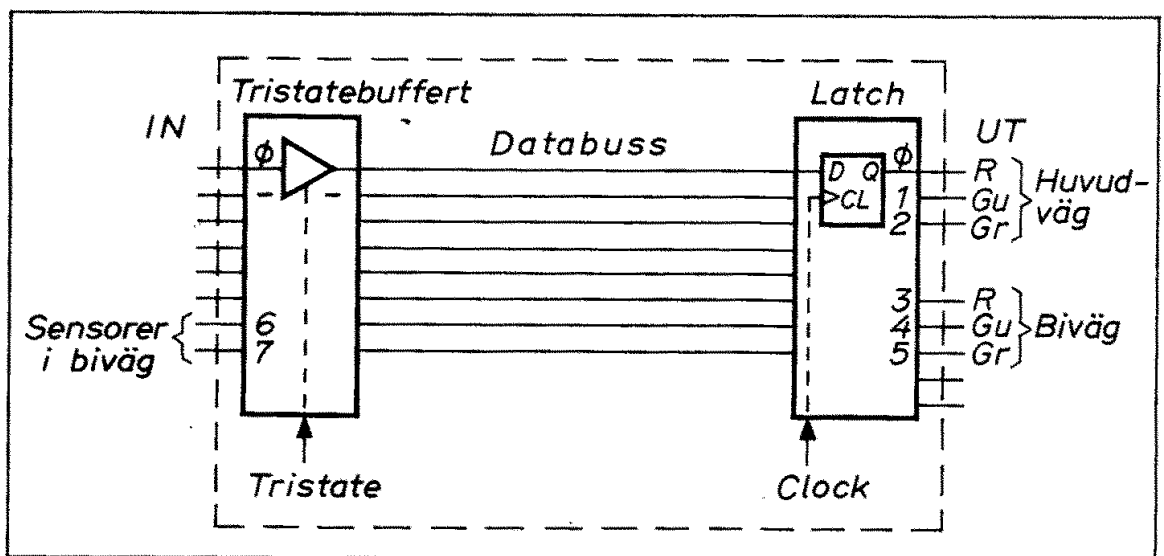 Tristatebuffert
Latch
IN
Databuss
UT
φ
D Q
φ
R
CL
1
Gu
Huvud-
väg
2
Gr
3
R
Sensorer
i biväg
6
4
Gu
Biväg
7
5
Gr
Tristate
Clock